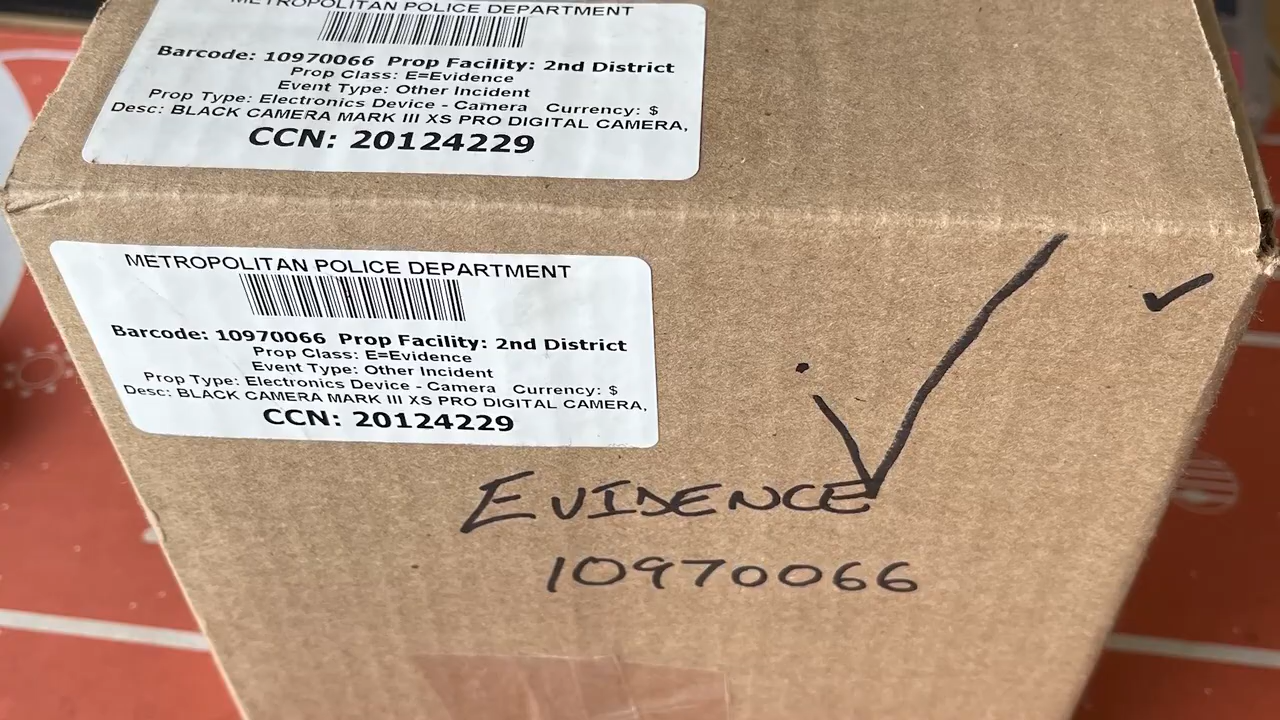 METROPOLITAN POLICE DEPARTMENT
Barcode: 10970066 Prop Facility: 2nd District
Prop Class: E=Evidence
Event Type: Other Incident
Prop Type: Electronics Device - Camera Currency: $
Desc: BLACK CAMERA MARK III XS PRO DIGITAL CAMERA,
CCN: 20124229
METROPOLITAN POLICE DEPARTMENT
Barcode: 10970066 Prop Facility: 2nd District
Prop Class: E=Evidence
Event Type: Other Incident
Prop Type: Electronics Device - Camera Currency: $
Desc: BLACK CAMERA MARK III XS PRO DIGITAL CAMERA,
CCN: 20124229
EVIDENCE
10970066